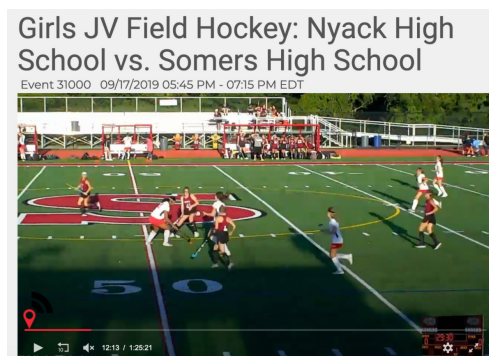 Girls JV Field Hockey: Nyack High
School vs. Somers High School
Event 31000 09/17/2019 05:45 PM - 07:15 PM EDT
S
50
10
12:13 / 1:25:21